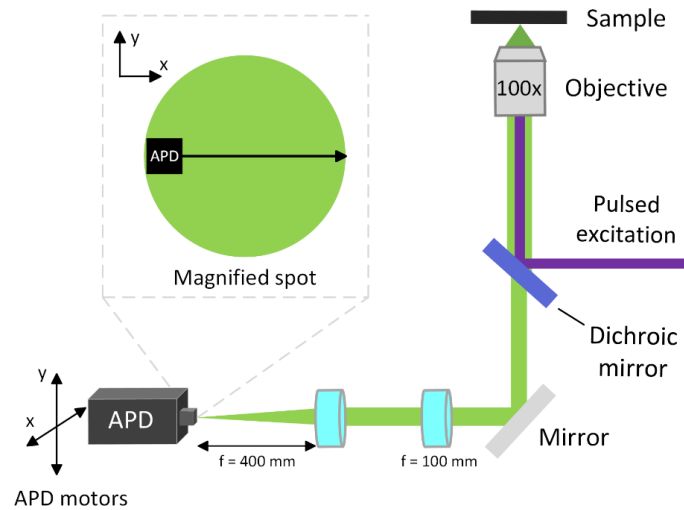 Sample
y
x
100x
Objective
APD
Pulsed
excitation
Magnified spot
Dichroic
mirror
y
x
APD
Mirror
f = 400 mm
f = 100 mm
APD motors